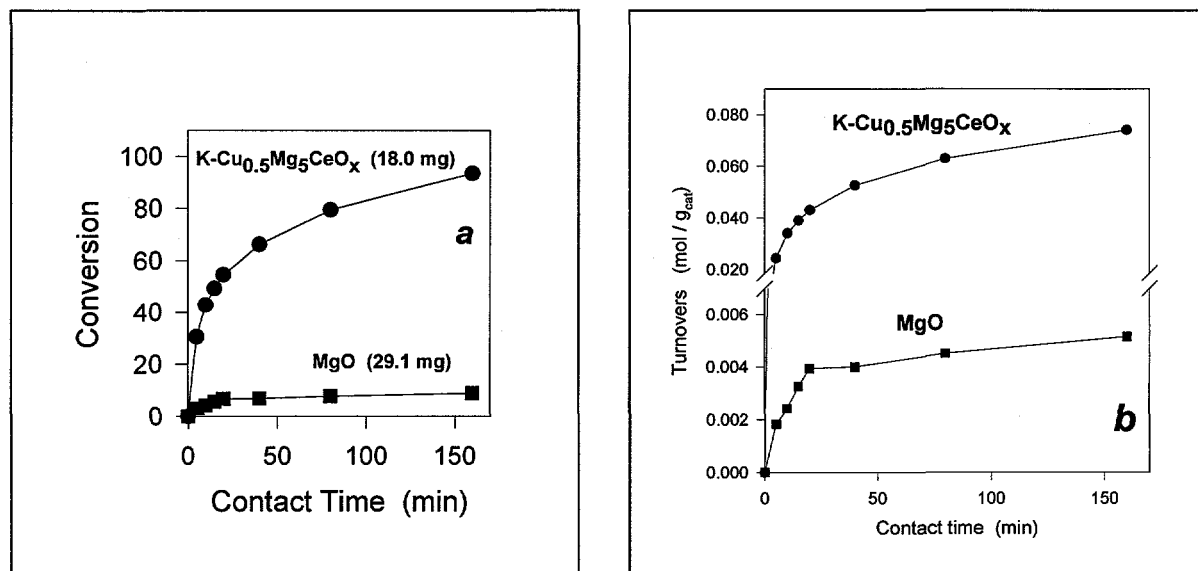 100
80
60
40
20
0
Conversion
K-Cu0.5Mg5CeOx (18.0 mg)
a
MgO (29.1 mg)
0 50 100 150
Contact Time (min)
0.080
0.060
0.040
0.020
0.006
0.004
0.002
0.000
Turnovers (mol / gcat)
K-Cu0.5Mg5CeOx
MgO
b
0 50 100 150
Contact time (min)